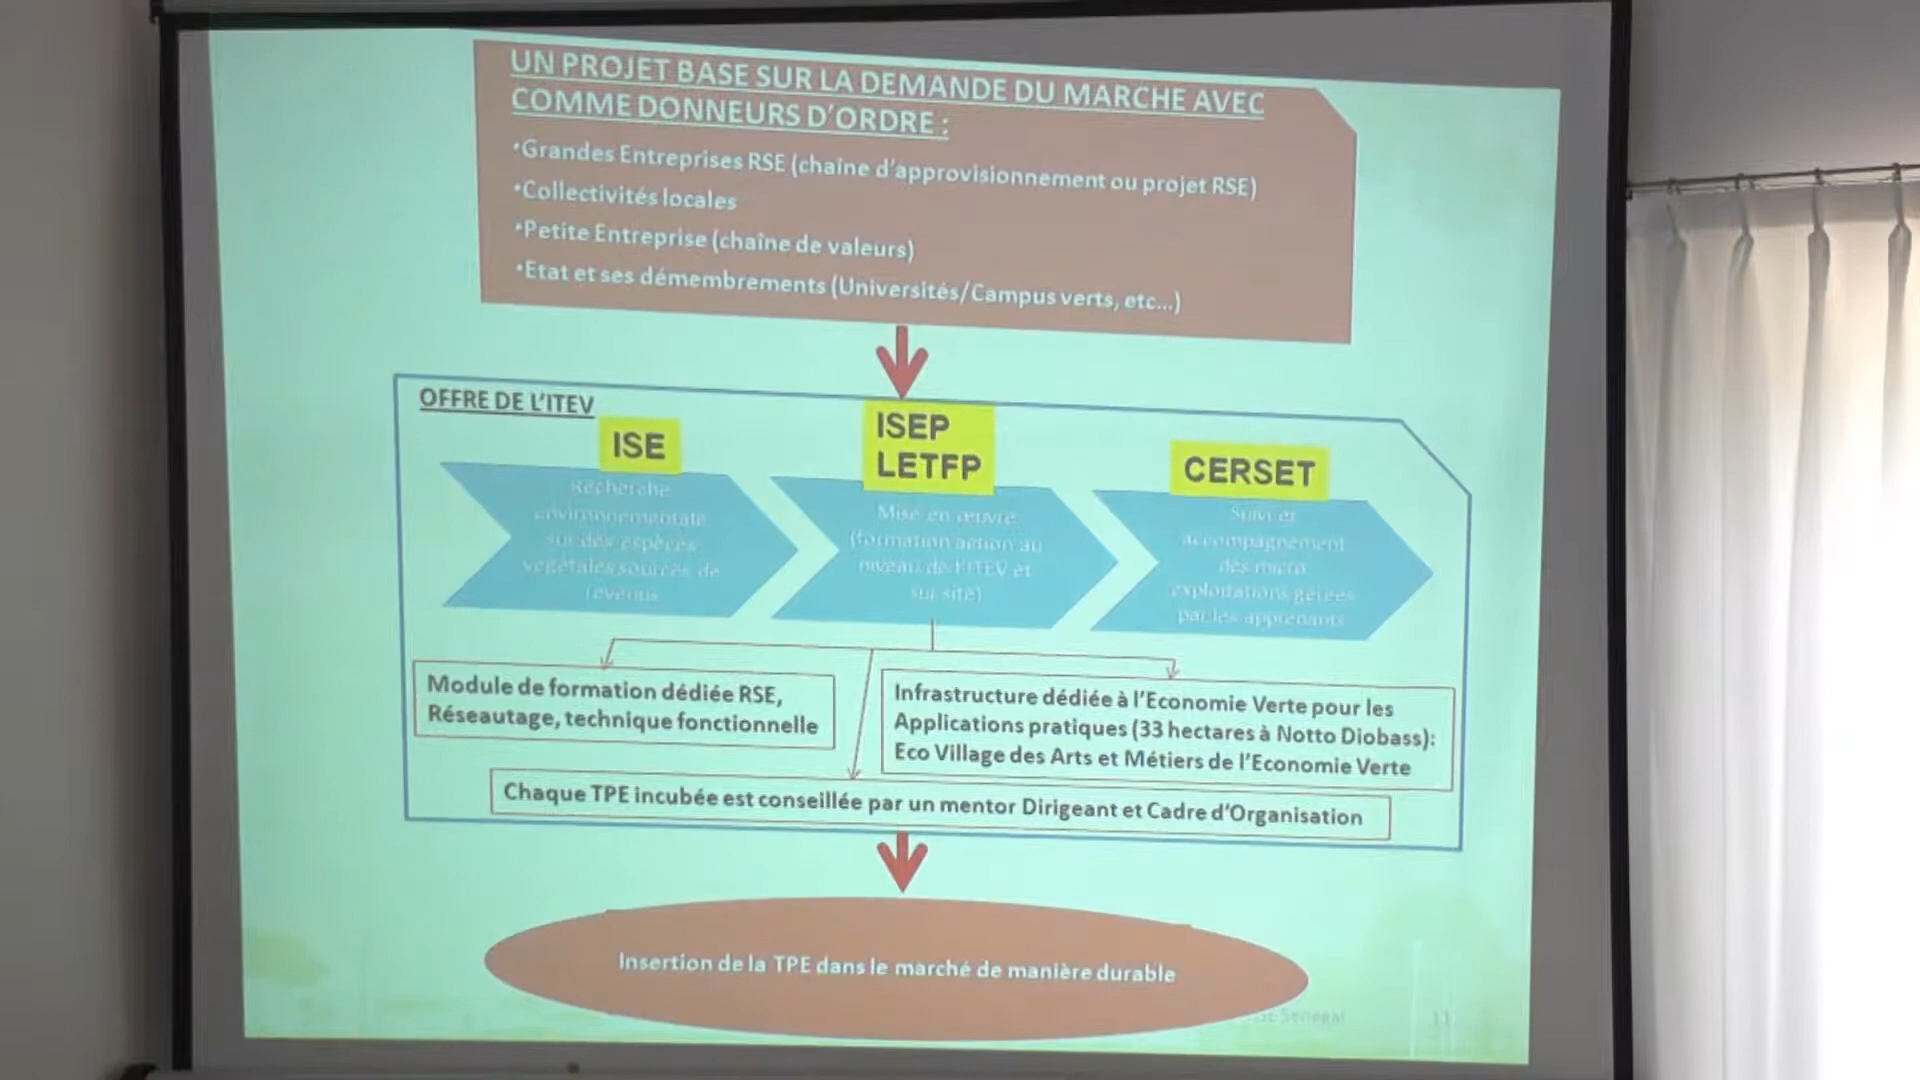 UN PROJET BASE SUR LA DEMANDE DU MARCHE AVEC
COMME DONNEURS D'ORDRE :
•Grandes Entreprises RSE (chaîne d'approvisionnement ou projet RSE)
•Collectivités locales
•Petite Entreprise (chaîne de valeurs)
•Etat et ses démembrements (Universités/Campus verts, etc...)
OFFRE DE L'ITEV
ISE
Recherche
environnementale
sur des espèces
végétales sources de
revenus
ISEP
LETFP
Mise en œuvre
(formation action au
niveau de l'ITEV et
sur site)
CERSET
Suivi et
accompagnement
des micro
exploitations gérées
par les apprenants
Module de formation dédiée RSE,
Réseautage, technique fonctionnelle
Infrastructure dédiée à l'Economie Verte pour les
Applications pratiques (33 hectares à Notto Diobass):
Eco Village des Arts et Métiers de l'Economie Verte
Chaque TPE incubée est conseillée par un mentor Dirigeant et Cadre d'Organisation
Insertion de la TPE dans le marché de manière durable
Senegal
11